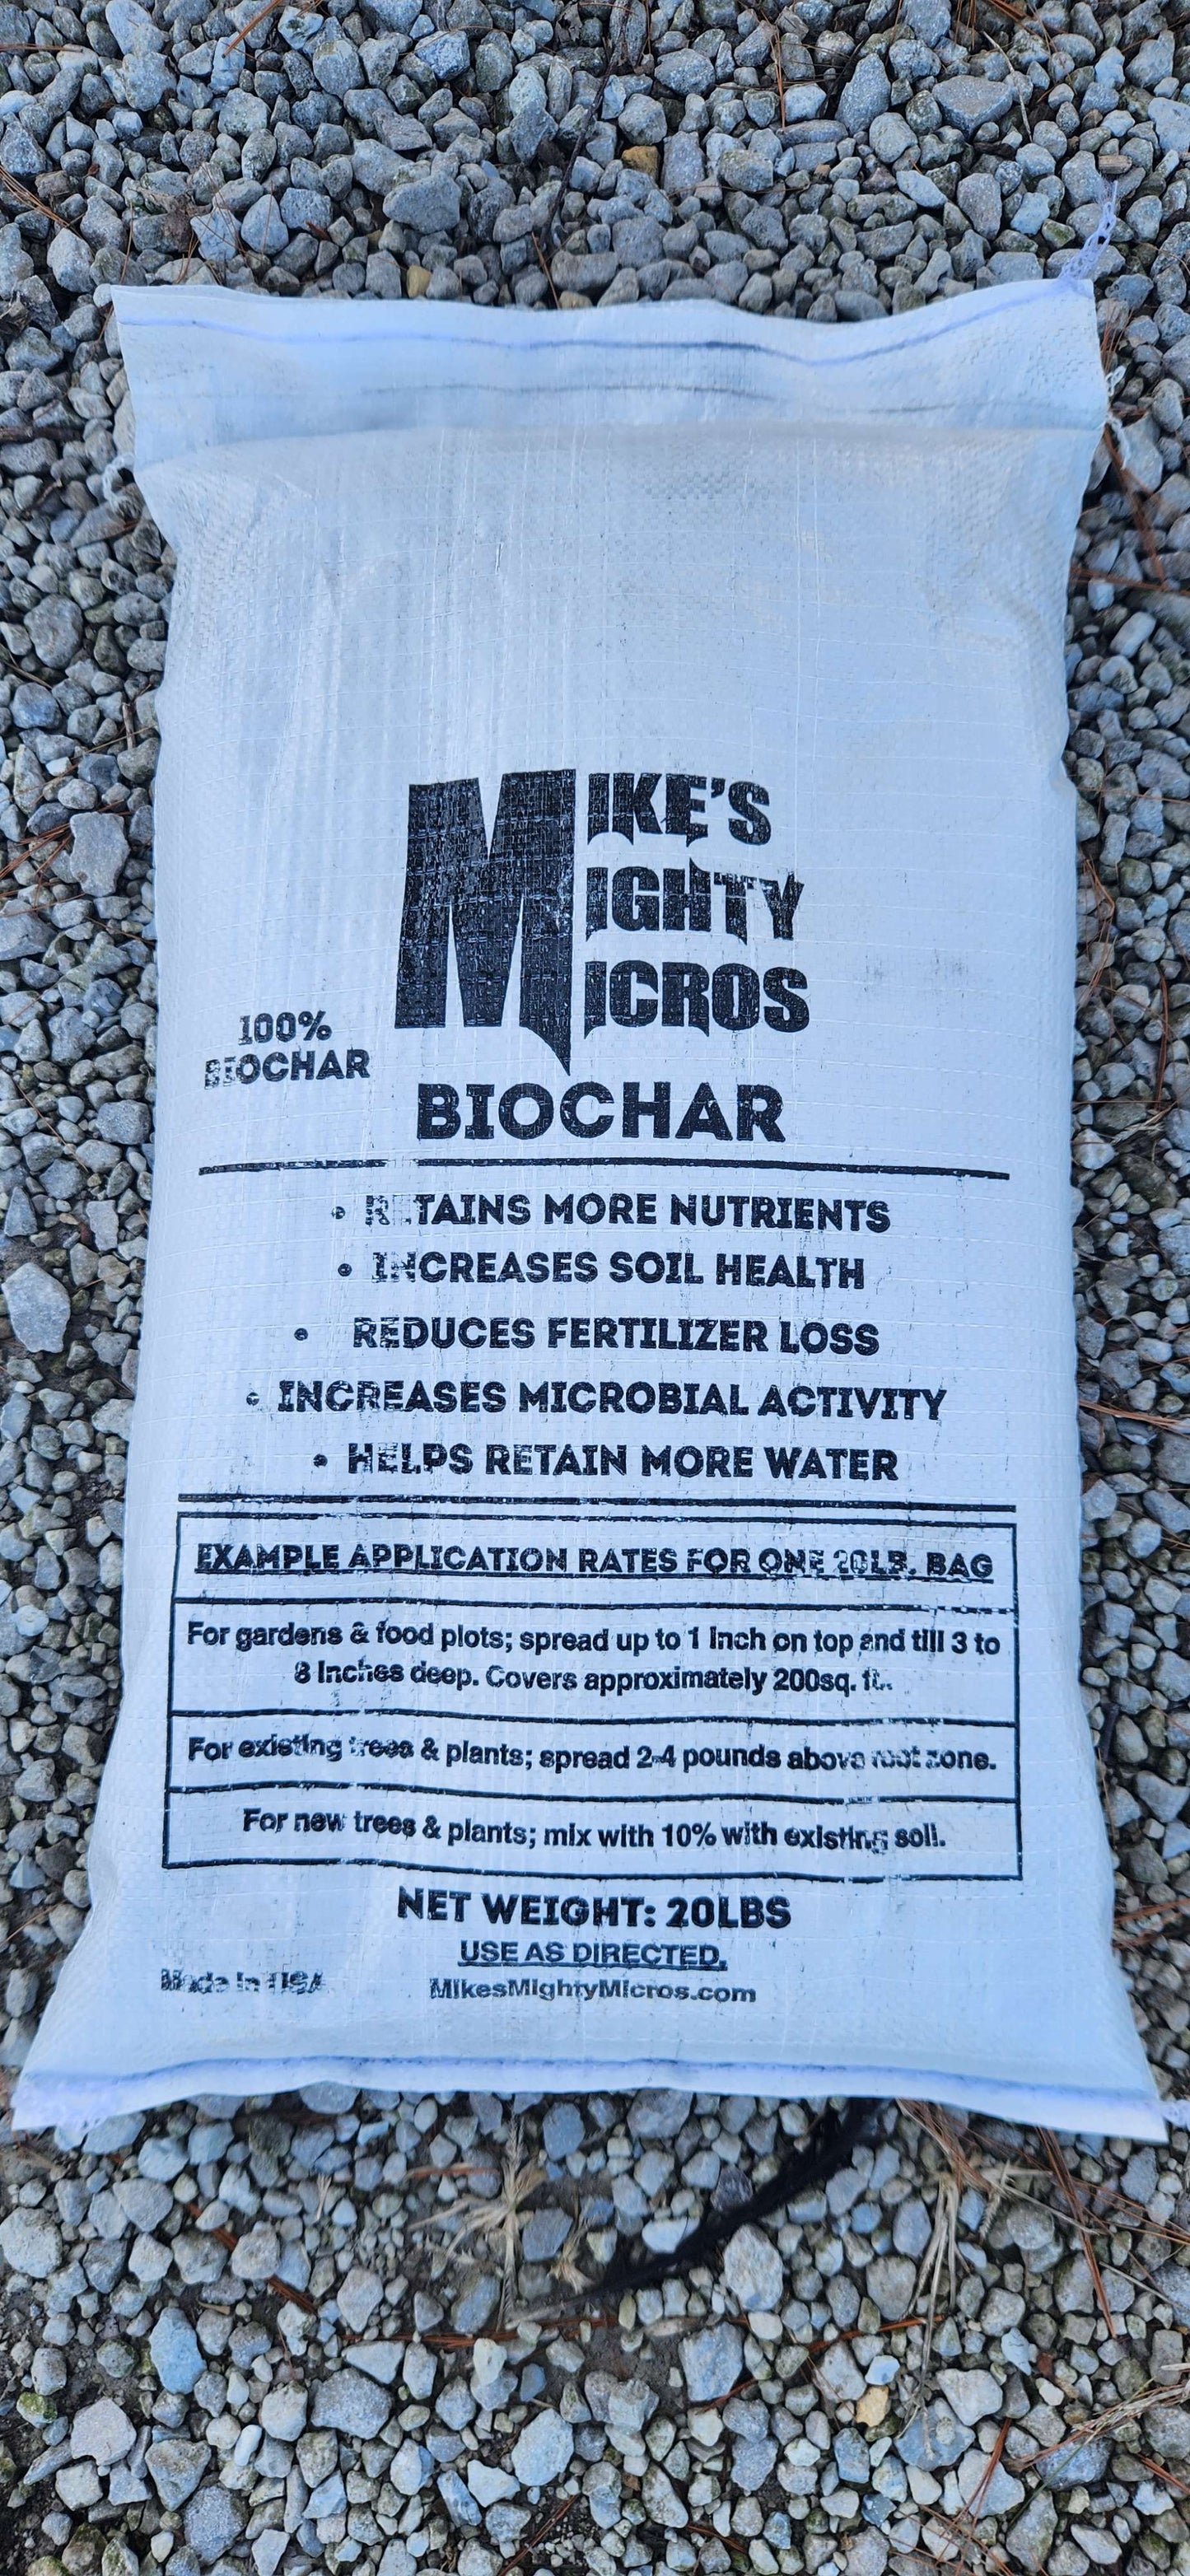 MIKE'S
MIGHTY
MICROS
100%
BIOCHAR
BIOCHAR
• RETAINS MORE NUTRIENTS
• INCREASES SOIL HEALTH
• REDUCES FERTILIZER LOSS
• INCREASES MICROBIAL ACTIVITY
• HELPS RETAIN MORE WATER
EXAMPLE APPLICATION RATES FOR ONE 20LB. BAG
For gardens & food plots; spread up to 1 inch on top and till 3 to
8 inches deep. Covers approximately 200sq. ft.
For existing trees & plants; spread 2-4 pounds above root zone.
For new trees & plants; mix with 10% with existing soil.
NET WEIGHT: 20LBS
USE AS DIRECTED.
Made in USA
MikesMightyMicros.com